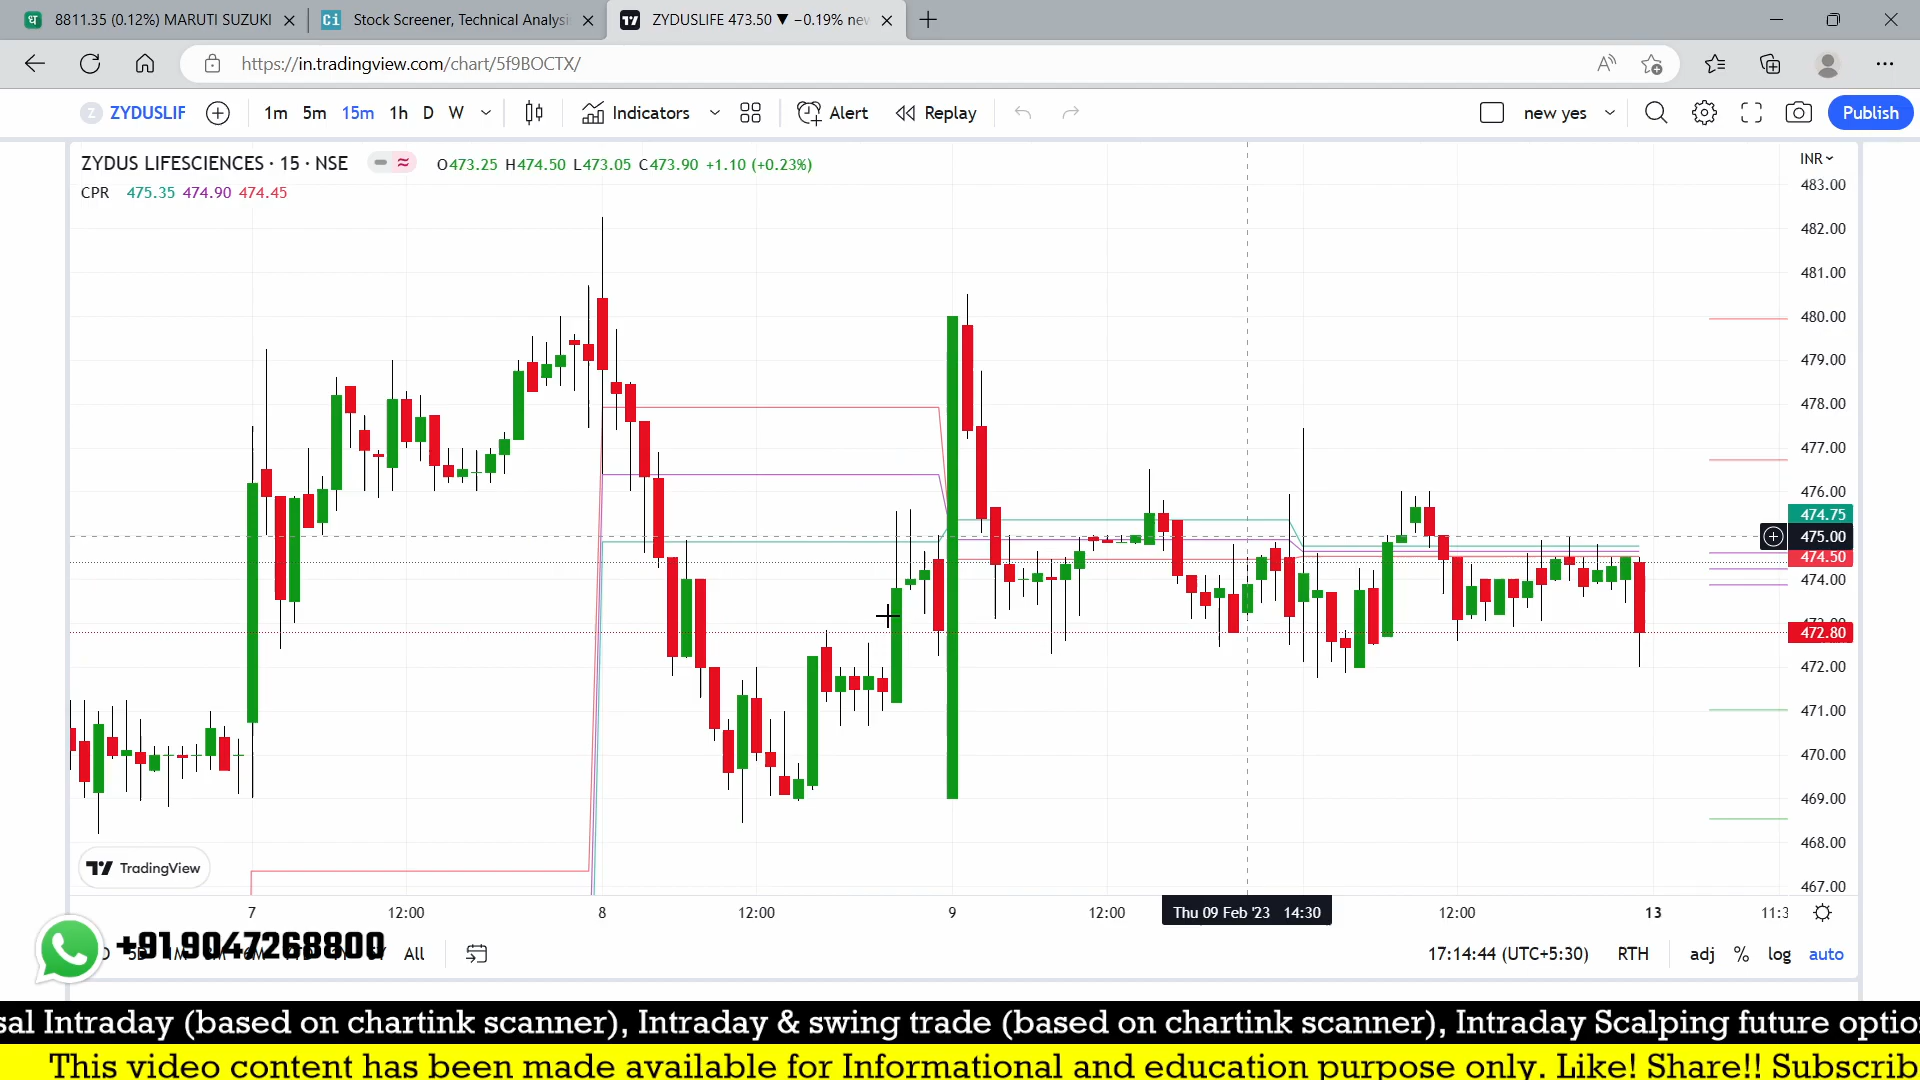 8811.35 (0.12%) MARUTI SUZUKI
Stock Screener, Technical Analysi
ZYDUSLIFE 473.50 ▼ −0.19% nev
https://in.tradingview.com/chart/5f9BOCTX/
Z ZYDUSLIF 1m 5m 15m 1h D W Indicators Alert Replay new yes Publish
ZYDUS LIFESCIENCES · 15 · NSE O473.25 H474.50 L473.05 C473.90 +1.10 (+0.23%)
CPR 475.35 474.90 474.45
INR
483.00
482.00
481.00
480.00
479.00
478.00
477.00
476.00
474.75
475.00
474.50
474.00
472.80
472.00
471.00
470.00
469.00
468.00
467.00
TradingView
7 12:00 8 12:00 9 12:00 Thu 09 Feb '23 14:30 12:00 13 11:3
+91 9047268800
All
17:14:44 (UTC+5:30) RTH adj % log auto
sal Intraday (based on chartink scanner), Intraday & swing trade (based on chartink scanner), Intraday Scalping future optio
This video content has been made available for Informational and education purpose only. Like! Share!! Subscrib